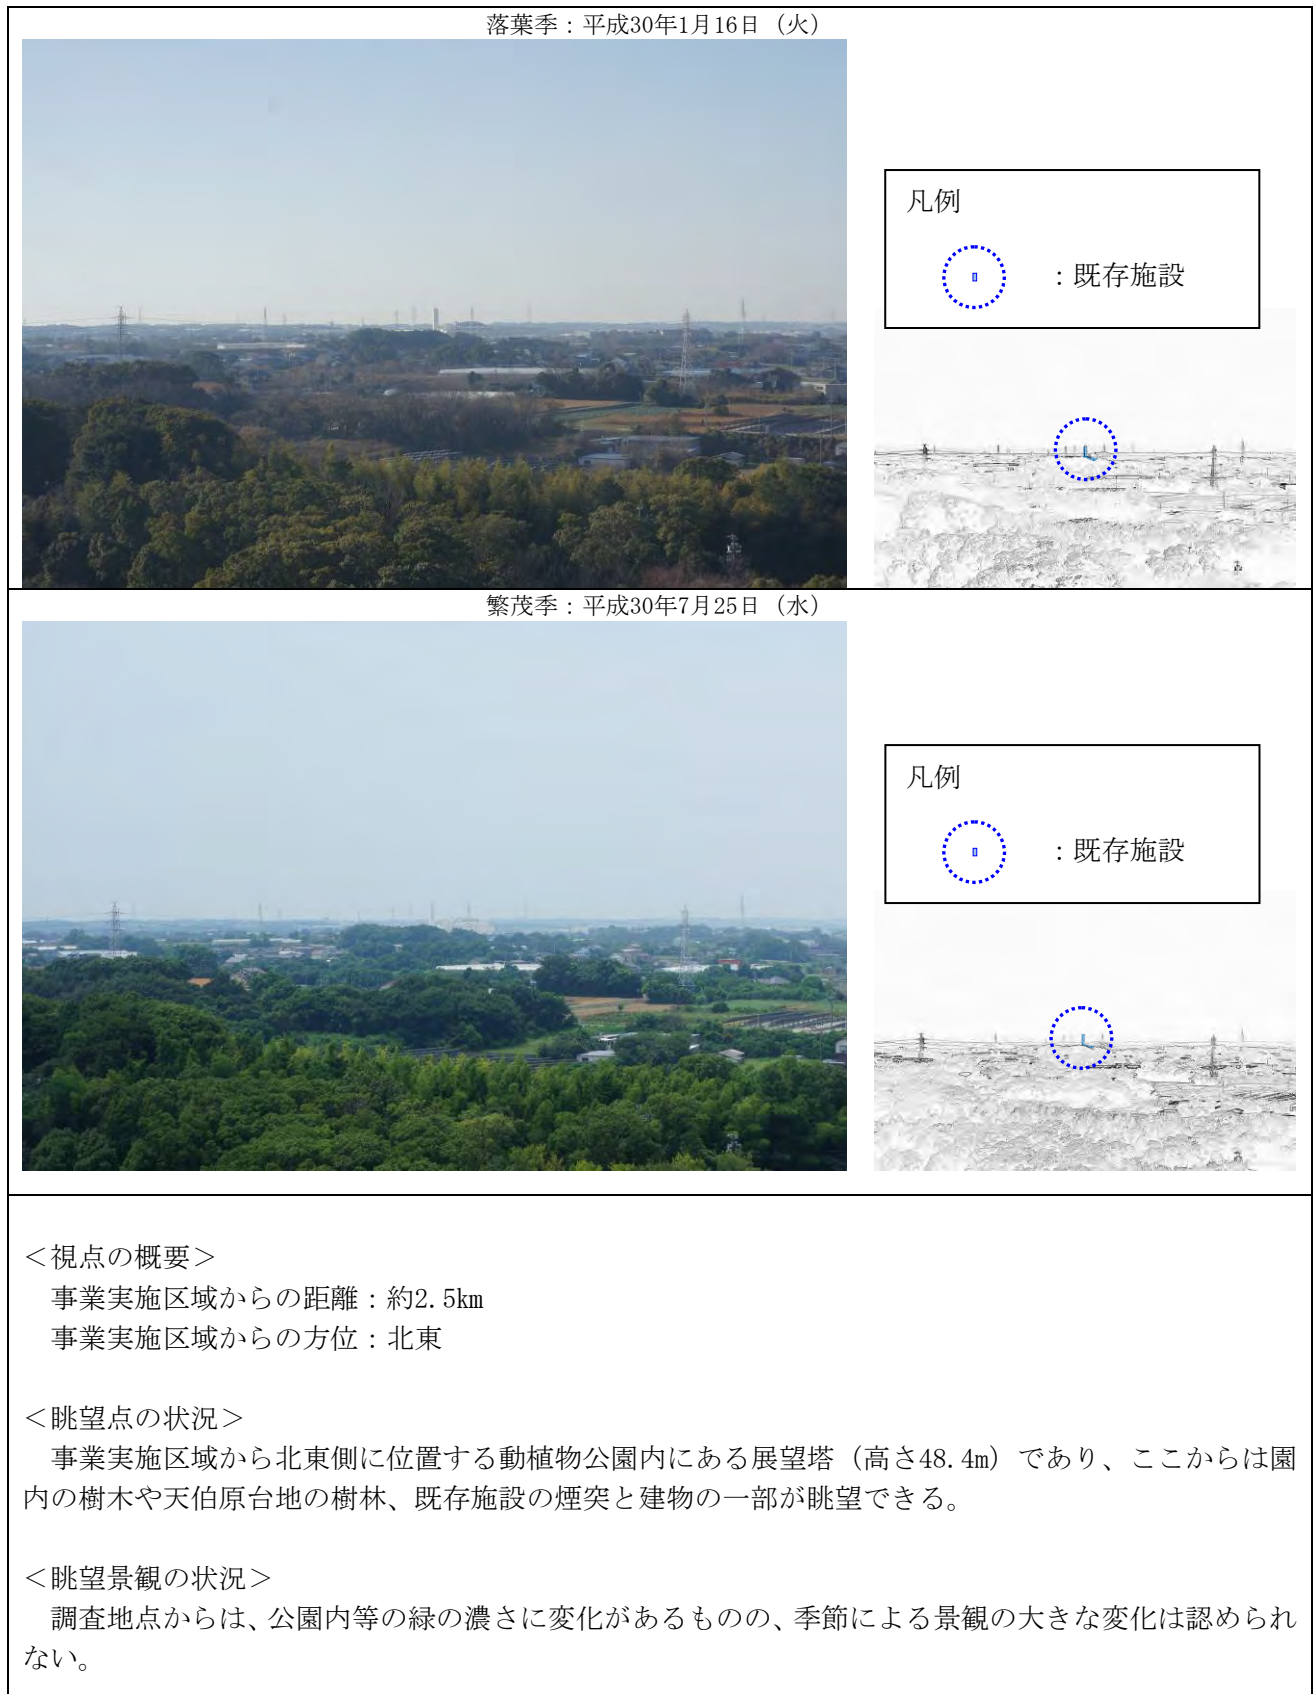 落葉季：平成30年1月16日（火）
凡例
：既存施設
繁茂季：平成30年7月25日（水）
凡例
：既存施設
＜視点の概要＞
事業実施区域からの距離：約2.5km
事業実施区域からの方位：北東
＜眺望点の状況＞
事業実施区域から北東側に位置する動植物公園内にある展望塔（高さ48.4m）であり、ここからは園
内の樹木や天伯原台地の樹林、既存施設の煙突と建物の一部が眺望できる。
＜眺望景観の状況＞
調査地点からは、公園内等の緑の濃さに変化があるものの、季節による景観の大きな変化は認められ
ない。